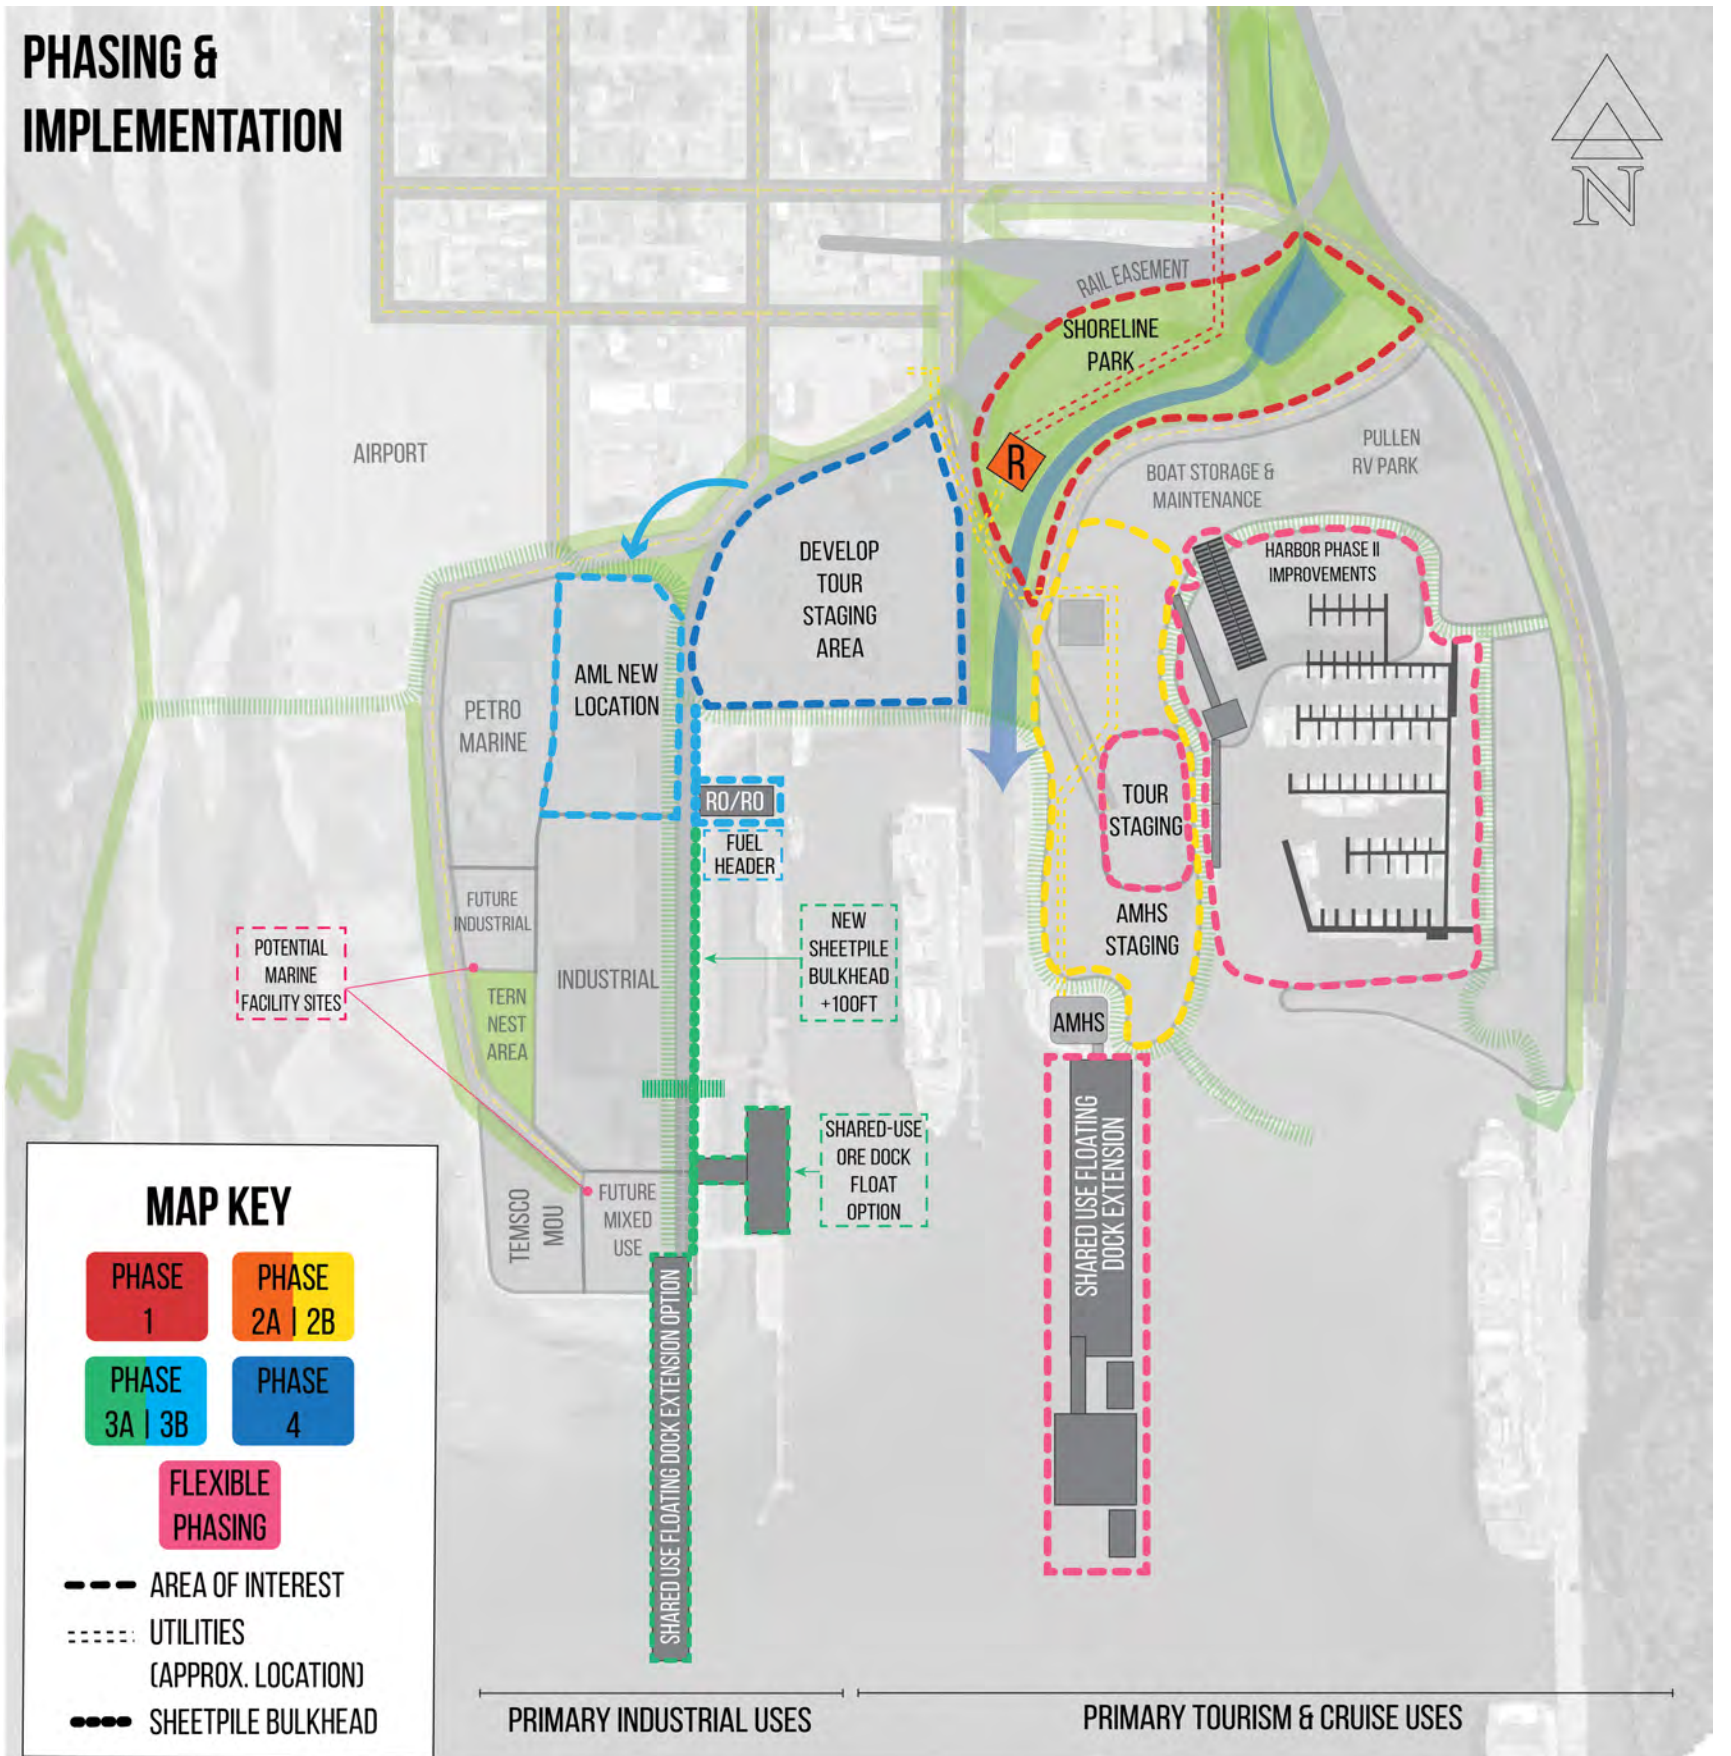 PHASING &
IMPLEMENTATION
N
RAIL EASEMENT
SHORELINE
PARK
R
AIRPORT
PULLEN
RV PARK
BOAT STORAGE &
MAINTENANCE
HARBOR PHASE II
IMPROVEMENTS
DEVELOP
TOUR
STAGING
AREA
AML NEW
LOCATION
PETRO
MARINE
RO/RO
FUEL
HEADER
TOUR
STAGING
AMHS
STAGING
FUTURE
INDUSTRIAL
NEW
SHEETPILE
BULKHEAD
+100FT
POTENTIAL
MARINE
FACILITY SITES
INDUSTRIAL
TERN
NEST
AREA
AMHS
SHARED-USE
ORE DOCK
FLOAT
OPTION
SHARED USE FLOATING
DOCK EXTENSION
TEMSCO
MOU
FUTURE
MIXED
USE
SHARED USE FLOATING DOCK EXTENSION OPTION
MAP KEY
PHASE
1
PHASE
2A | 2B
PHASE
3A | 3B
PHASE
4
FLEXIBLE
PHASING
AREA OF INTEREST
UTILITIES
(APPROX. LOCATION)
SHEETPILE BULKHEAD
PRIMARY INDUSTRIAL USES
PRIMARY TOURISM & CRUISE USES